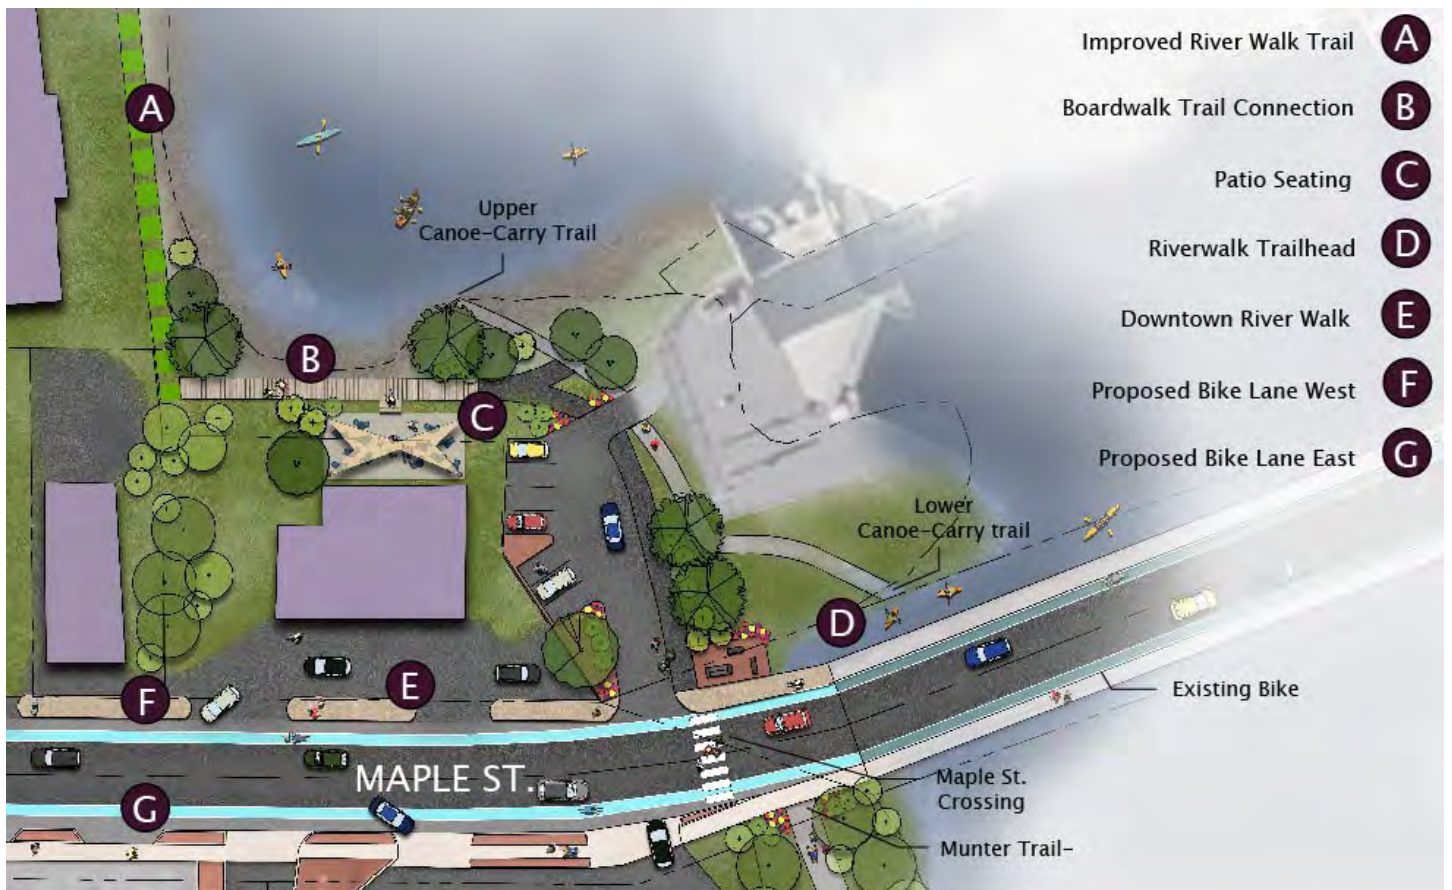 Improved River Walk Trail A
Boardwalk Trail Connection B
Patio Seating C
Riverwalk Trailhead D
Downtown River Walk E
Proposed Bike Lane West F
Proposed Bike Lane East G
A
Upper
Canoe-Carry Trail
B
C
Lower
Canoe-Carry trail
D
E
F
Existing Bike
MAPLE ST.
Maple St.
Crossing
G
Munter Trail-